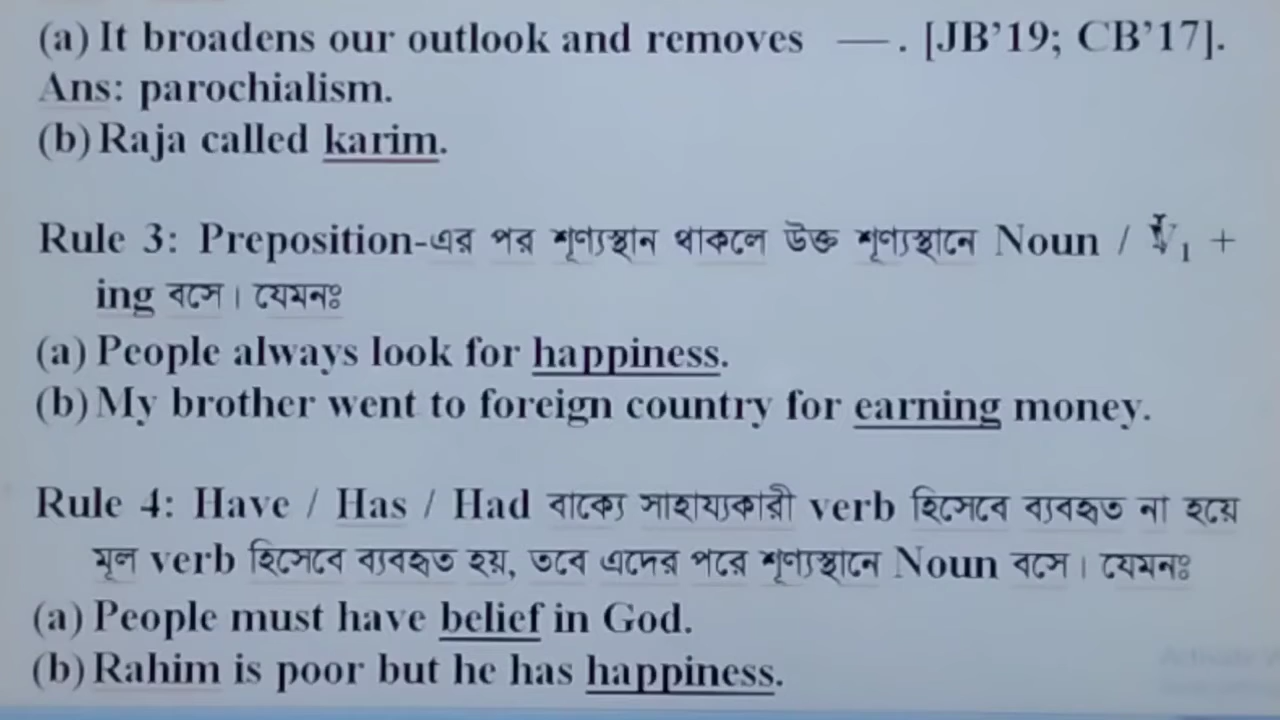 (a) It broadens our outlook and removes —. [JB’19; CB’17].
Ans: parochialism.
(b) Raja called karim.
Rule 3: Preposition-এর পর শূণ্যস্থান থাকলে উক্ত শূণ্যস্থানে Noun / V₁ +
ing বসে। যেমনঃ
(a) People always look for happiness.
(b) My brother went to foreign country for earning money.
Rule 4: Have / Has / Had বাক্যে সাহায্যকারী verb হিসেবে ব্যবহৃত না হয়ে
মূল verb হিসেবে ব্যবহৃত হয়, তবে এদের পরে শূণ্যস্থানে Noun বসে। যেমনঃ
(a) People must have belief in God.
(b) Rahim is poor but he has happiness.